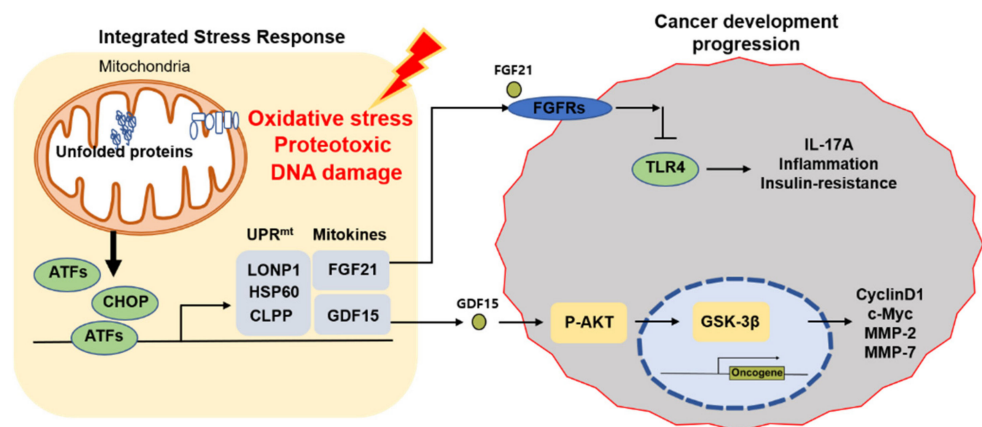 Integrated Stress Response
Mitochondria
Unfolded proteins
Oxidative stress
Proteotoxic
DNA damage
ATFs
CHOP
ATFs
UPRmt
Mitokines
LONP1
HSP60
CLPP
FGF21
GDF15
Cancer development
progression
FGF21
FGFRs
TLR4
IL-17A
Inflammation
Insulin-resistance
GDF15
P-AKT
GSK-3β
Oncogene
CyclinD1
c-Myc
MMP-2
MMP-7